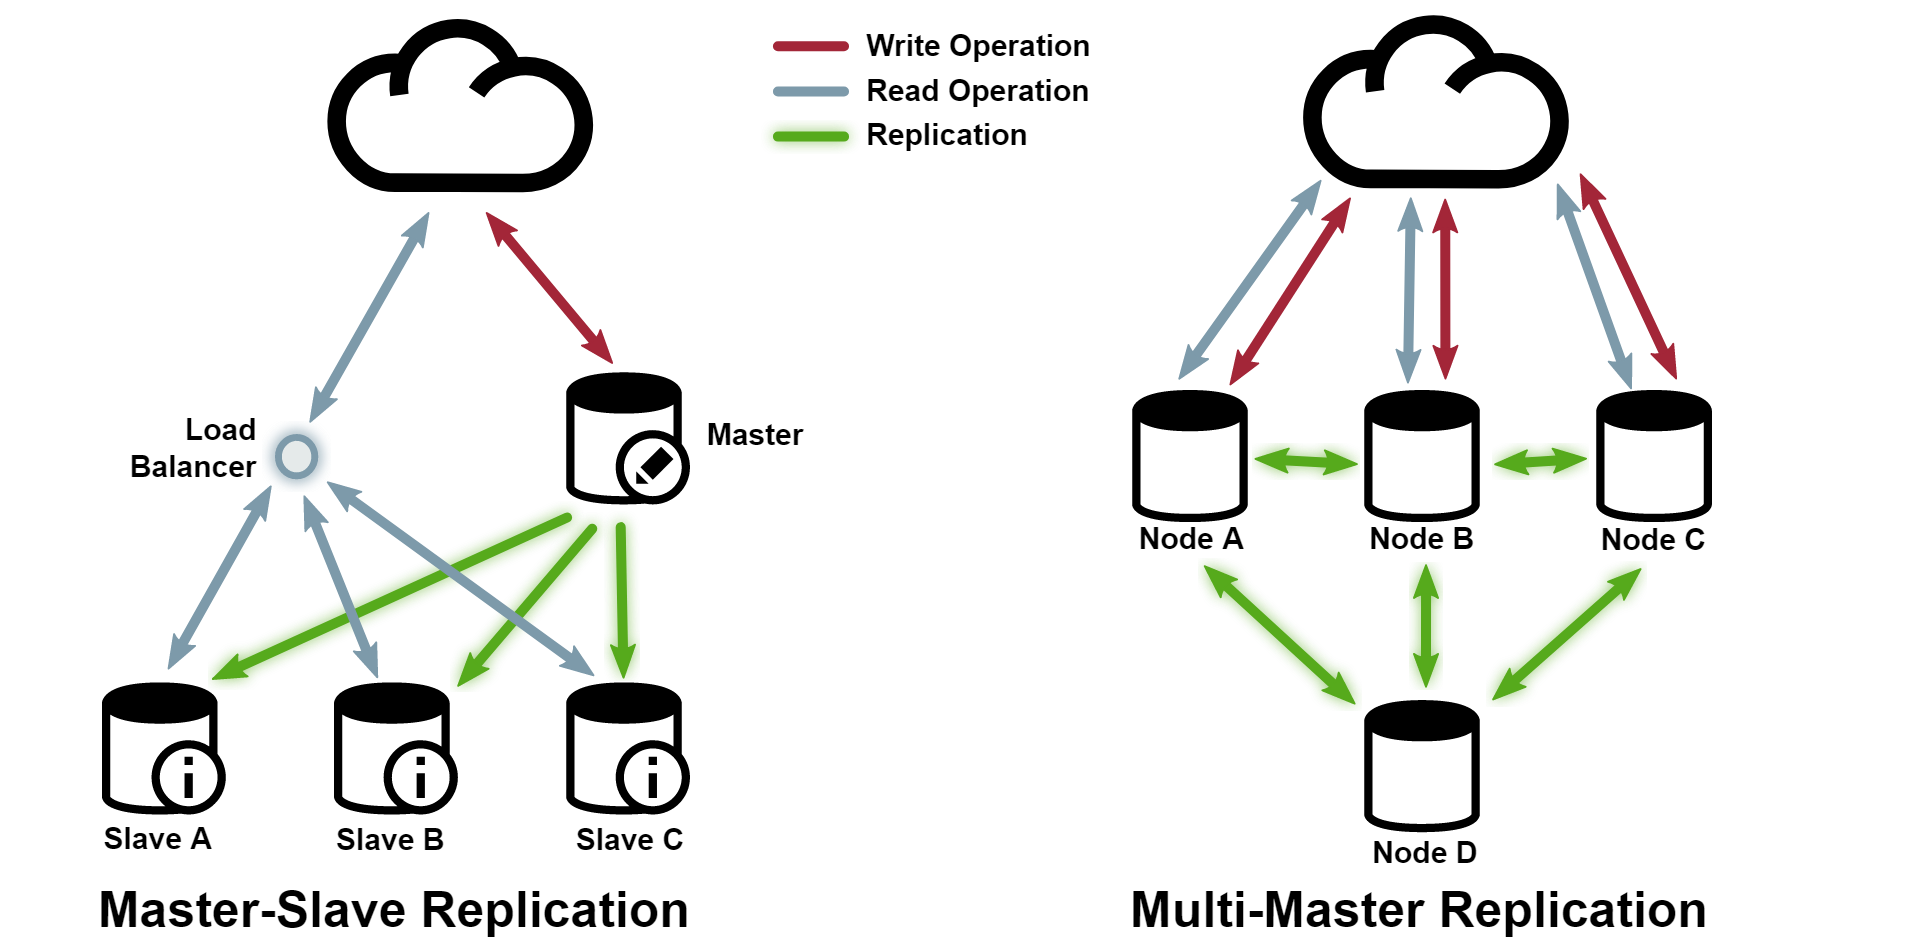 Write Operation
Read Operation
Replication
Load
Balancer
Master
Slave A
Slave B
Slave C
Master-Slave Replication
Node A
Node B
Node C
Node D
Multi-Master Replication